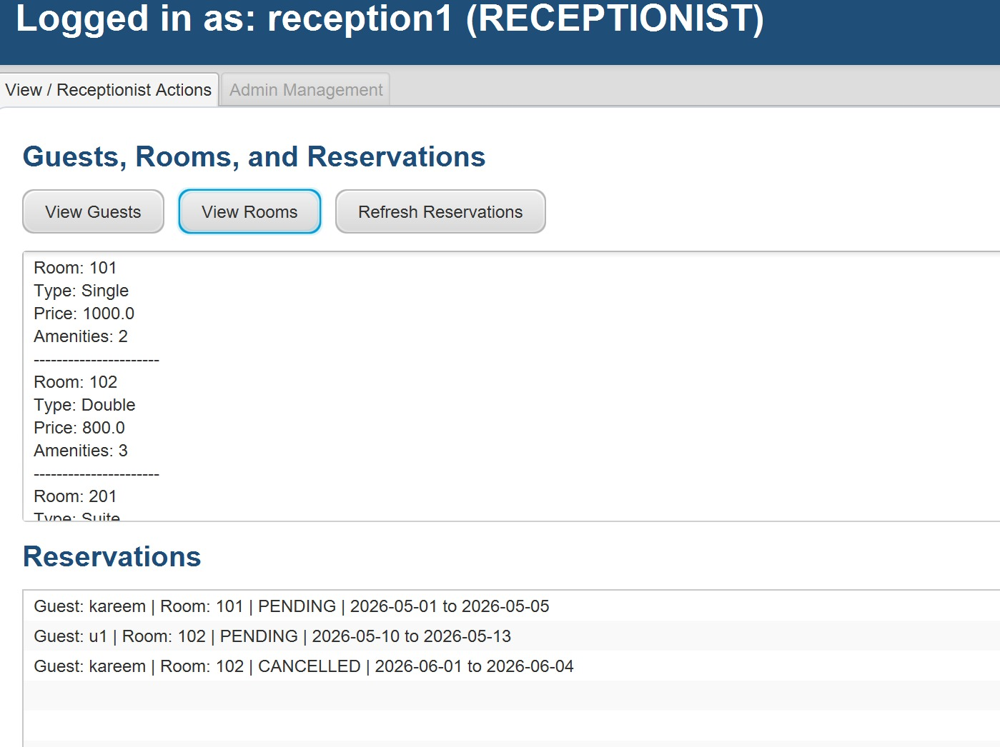 Logged in as: reception1 (RECEPTIONIST)
View / Receptionist Actions
Admin Management
Guests, Rooms, and Reservations
View Guests
View Rooms
Refresh Reservations
Room: 101
Type: Single
Price: 1000.0
Amenities: 2
----------------------
Room: 102
Type: Double
Price: 800.0
Amenities: 3
----------------------
Room: 201
Type: Suite
Reservations
Guest: kareem | Room: 101 | PENDING | 2026-05-01 to 2026-05-05
Guest: u1 | Room: 102 | PENDING | 2026-05-10 to 2026-05-13
Guest: kareem | Room: 102 | CANCELLED | 2026-06-01 to 2026-06-04